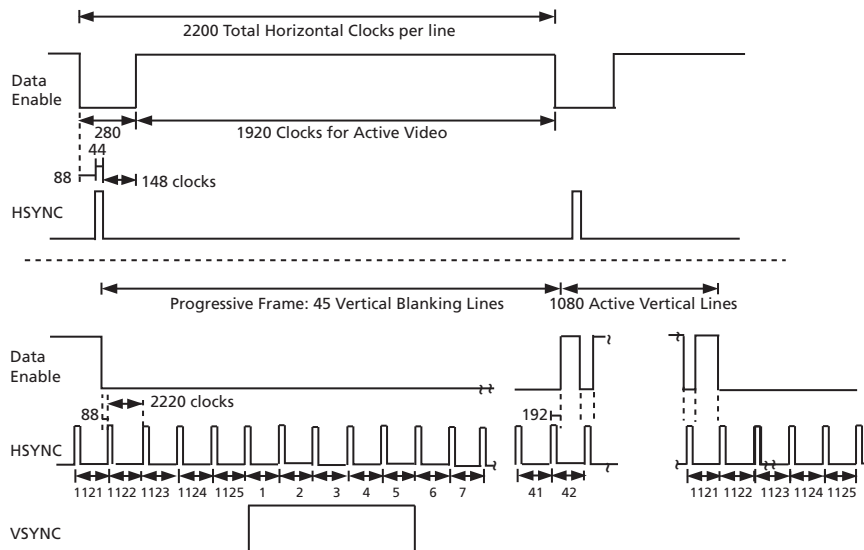 2200 Total Horizontal Clocks per line
Data
Enable
280
1920 Clocks for Active Video
44
88
148 clocks
HSYNC
Progressive Frame: 45 Vertical Blanking Lines
1080 Active Vertical Lines
Data
Enable
2220 clocks
88
192
HSYNC
1121 1122 1123 1124 1125 1 2 3 4 5 6 7 41 42 1121 1122 1123 1124 1125
VSYNC